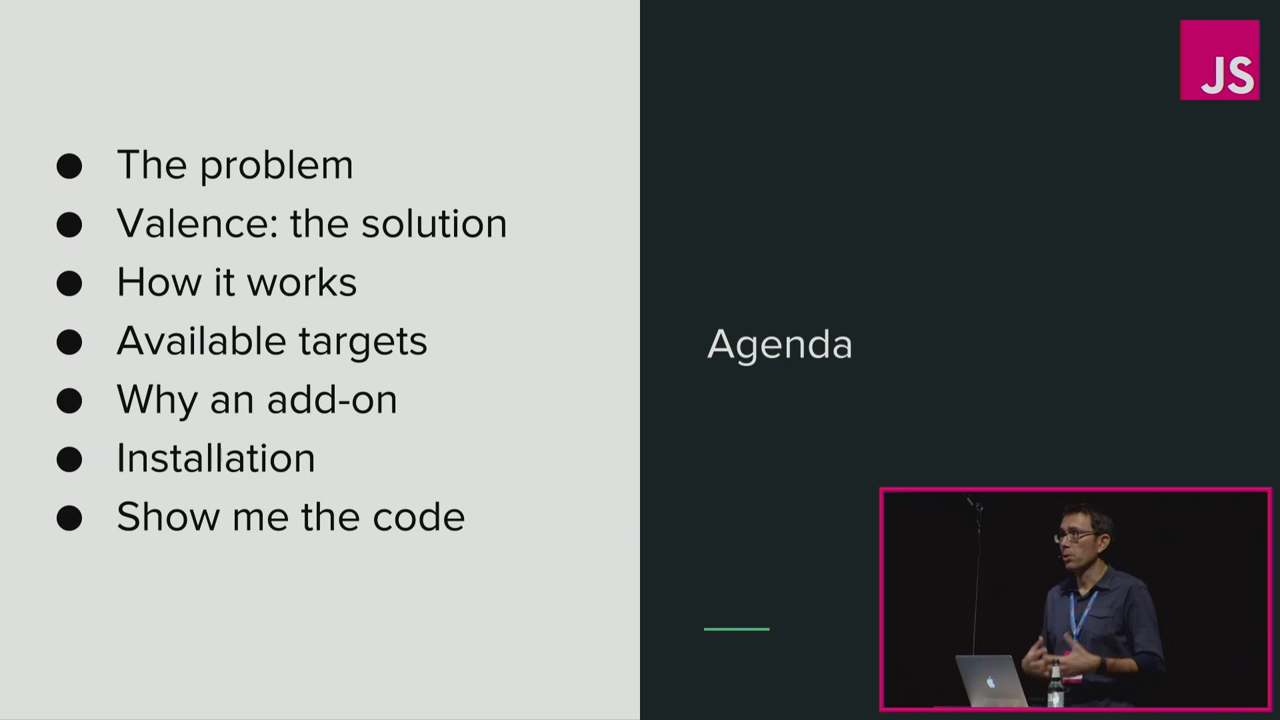 The problem
Valence: the solution
How it works
Available targets
Why an add-on
Installation
Show me the code
Agenda
JS